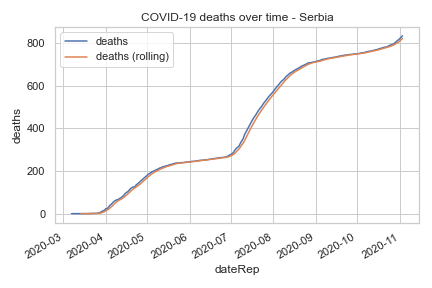 COVID-19 deaths over time - Serbia
deaths
deaths (rolling)
800
600
400
200
0
deaths
2020-03
2020-04
2020-05
2020-06
2020-07
2020-08
2020-09
2020-10
2020-11
dateRep